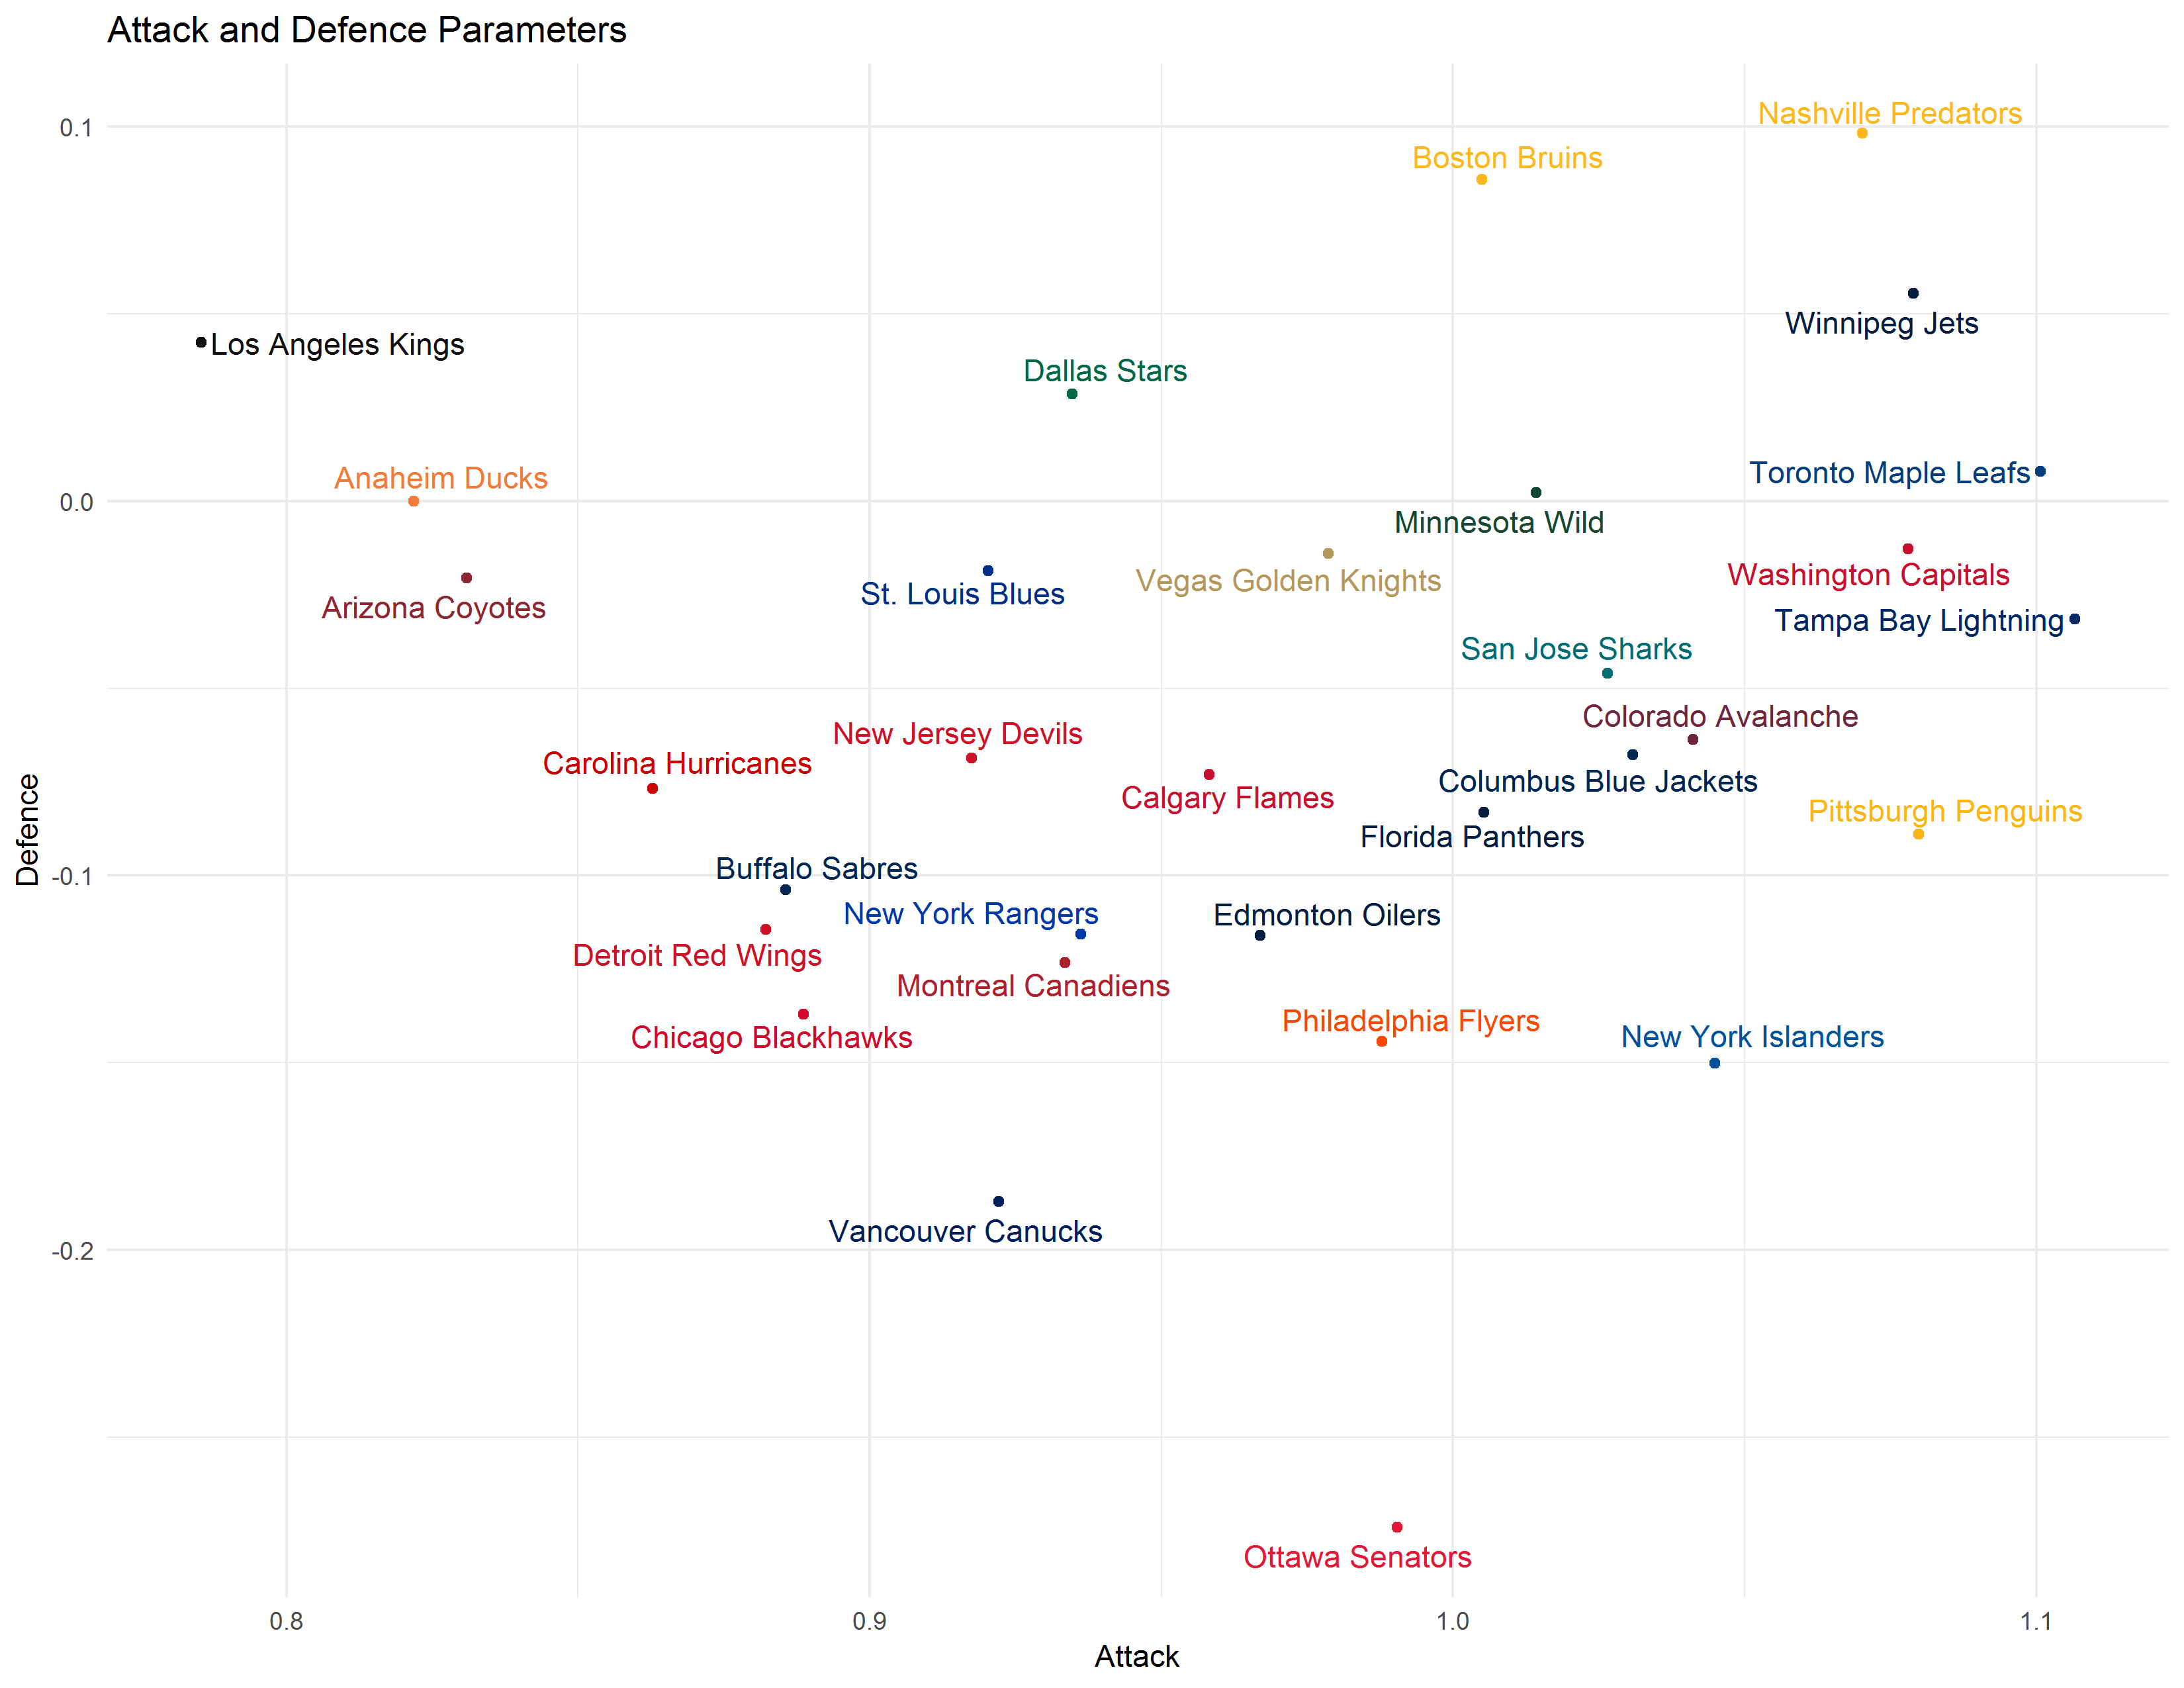 Attack and Defence Parameters
Nashville Predators
0.1
Boston Bruins
Winnipeg Jets
Los Angeles Kings
Dallas Stars
Toronto Maple Leafs
Anaheim Ducks
0.0
Minnesota Wild
Washington Capitals
Vegas Golden Knights
St. Louis Blues
Arizona Coyotes
Tampa Bay Lightning
San Jose Sharks
Colorado Avalanche
New Jersey Devils
Carolina Hurricanes
Columbus Blue Jackets
Calgary Flames
Pittsburgh Penguins
Defence
Florida Panthers
Buffalo Sabres
-0.1
New York Rangers
Edmonton Oilers
Detroit Red Wings
Montreal Canadiens
Philadelphia Flyers
Chicago Blackhawks
New York Islanders
Vancouver Canucks
-0.2
Ottawa Senators
0.8
0.9
1.0
1.1
Attack